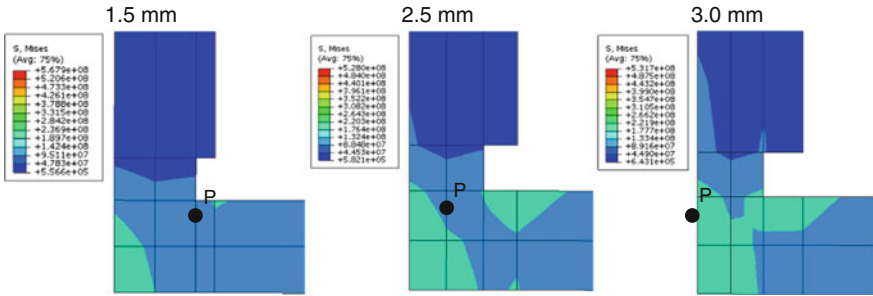 1.5 mm
2.5 mm
3.0 mm
S, Mises
(Avg: 75%)
+5.679e+08
+5.206e+08
+4.733e+08
+4.261e+08
+3.788e+08
+3.315e+08
+2.842e+08
+2.369e+08
+1.897e+08
+1.424e+08
+9.511e+07
+4.783e+07
+5.566e+05
P
S, Mises
(Avg: 75%)
+5.280e+08
+4.840e+08
+4.401e+08
+3.961e+08
+3.522e+08
+3.082e+08
+2.643e+08
+2.203e+08
+1.764e+08
+1.324e+08
+8.848e+07
+4.453e+07
+5.821e+05
P
S, Mises
(Avg: 75%)
+5.317e+08
+4.875e+08
+4.432e+08
+3.990e+08
+3.547e+08
+3.105e+08
+2.662e+08
+2.219e+08
+1.777e+08
+1.334e+08
+8.916e+07
+4.490e+07
+6.431e+05
P